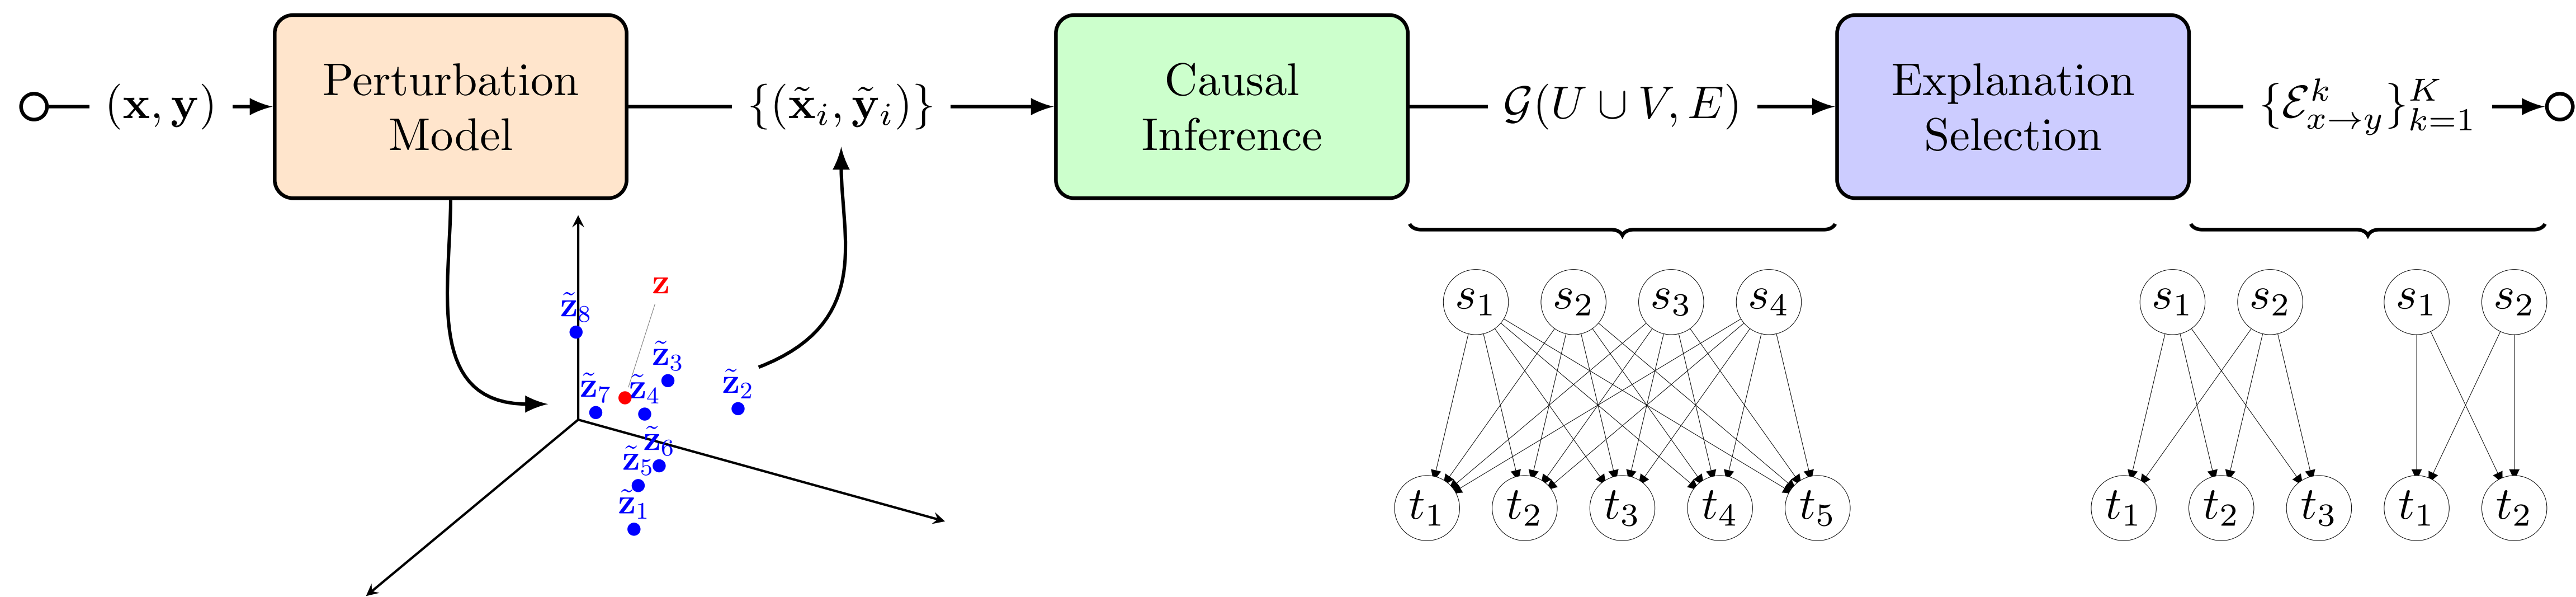 (x, y)
Perturbation
Model
{(x̃ᵢ, ỹᵢ)}
Causal
Inference
𝒢(U ∪ V, E)
Explanation
Selection
{ℰᵏₓ→ᵧ}ᴷₖ₌₁
z
z̃₈
z̃₃
z̃₇
z̃₄
z̃₂
z̃₆
z̃₅
z̃₁
s₁ s₂ s₃ s₄
t₁ t₂ t₃ t₄ t₅
s₁ s₂
t₁ t₂ t₃
s₁ s₂
t₁ t₂